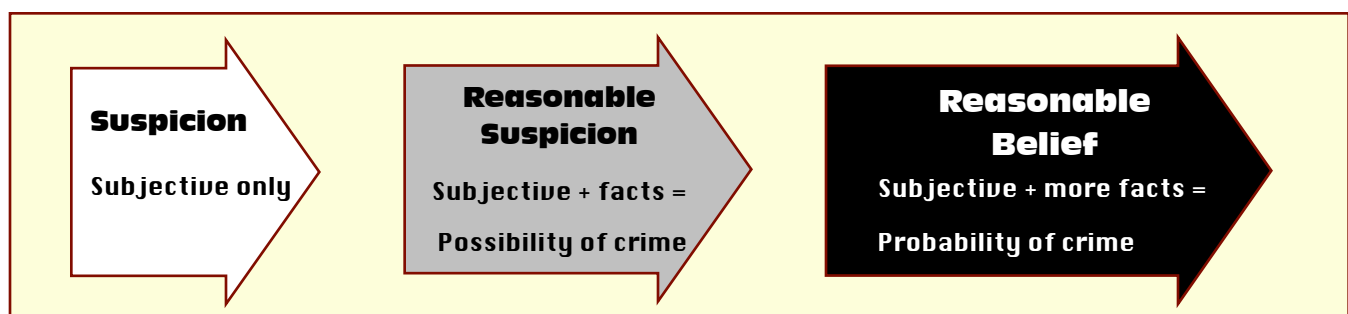 Suspicion
Subjective only
Reasonable
Suspicion
Subjective + facts =
Possibility of crime
Reasonable
Belief
Subjective + more facts =
Probability of crime